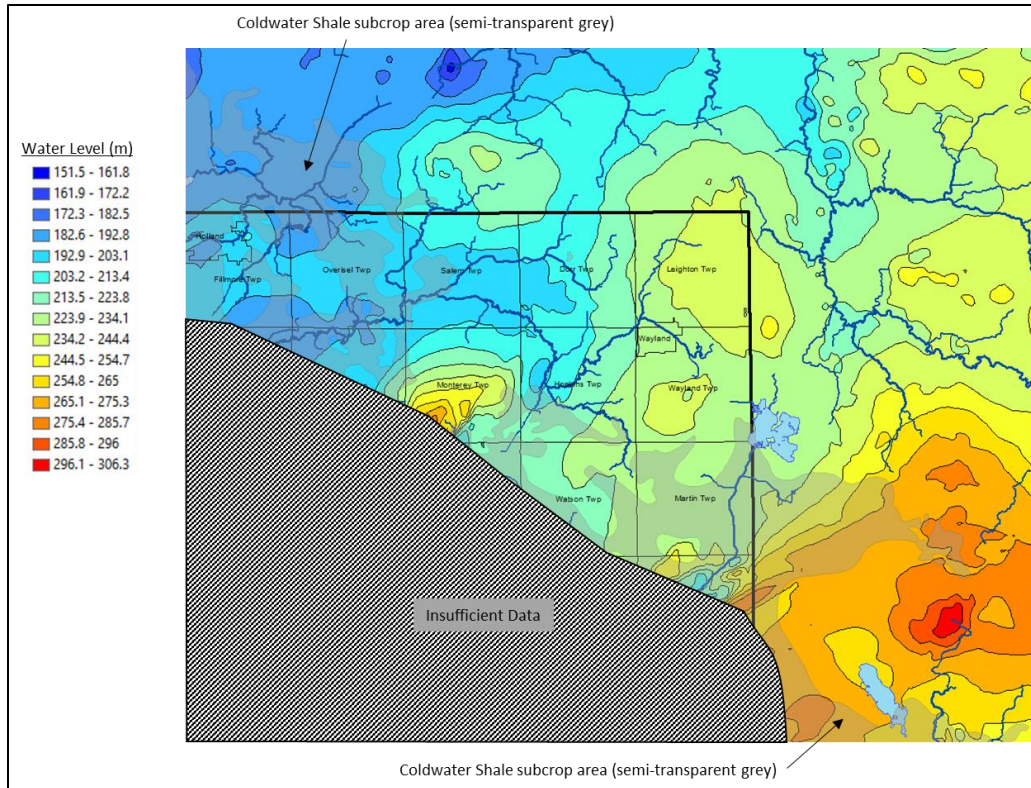 Coldwater Shale subcrop area (semi-transparent grey)
Water Level (m)
151.5 - 161.8
161.9 - 172.2
172.3 - 182.5
182.6 - 192.8
192.9 - 203.1
203.2 - 213.4
213.5 - 223.8
223.9 - 234.1
234.2 - 244.4
244.5 - 254.7
254.8 - 265
265.1 - 275.3
275.4 - 285.7
285.8 - 296
296.1 - 306.3
Holland
Fillmore Twp
Overisel Twp
Salem Twp
Dorr Twp
Leighton Twp
Wayland
Monterey Twp
Hopkins Twp
Wayland Twp
Watson Twp
Martin Twp
Insufficient Data
Coldwater Shale subcrop area (semi-transparent grey)